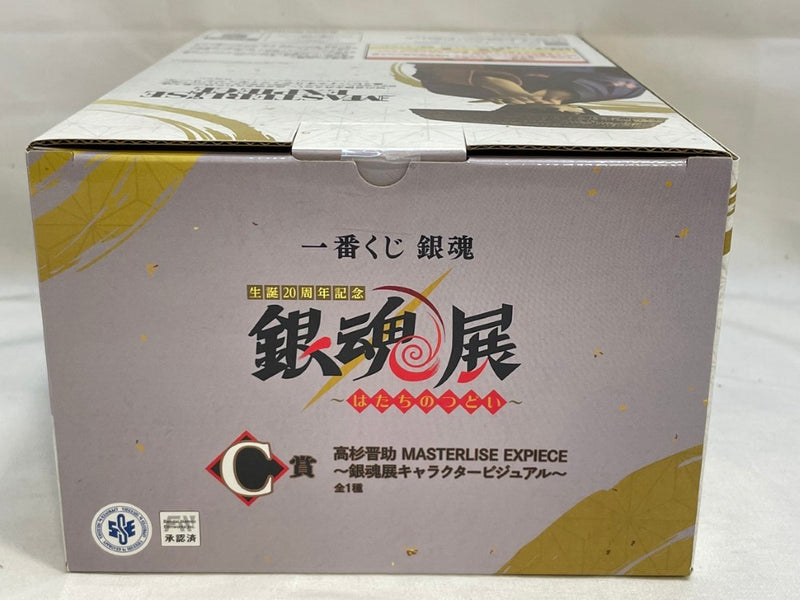 MASTERLISE
EXPIECE
一番くじ 銀魂
生誕20周年記念
銀魂展
～はたちのつどい～
C賞
高杉晋助 MASTERLISE EXPIECE
～銀魂展キャラクタービジュアル～
全1種
承認済